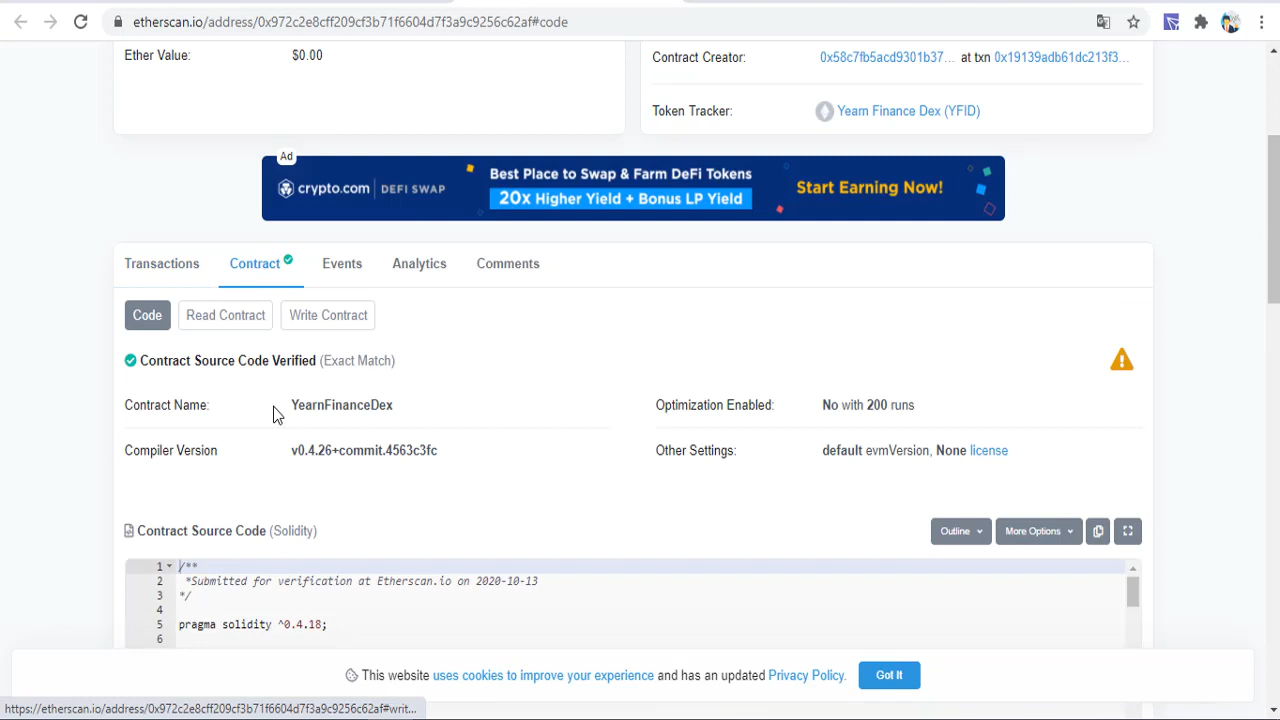 etherscan.io/address/0x972c2e8cff209cf3b71f6604d7f3a9c9256c62af#code
Ether Value: $0.00
Contract Creator: 0x58c7fb5acd9301b37... at txn 0x19139adb61dc213f3...
Token Tracker: Yearn Finance Dex (YFID)
Ad
crypto.com | DEFI SWAP
Best Place to Swap & Farm DeFi Tokens
20x Higher Yield + Bonus LP Yield
Start Earning Now!
Transactions Contract Events Analytics Comments
Code Read Contract Write Contract
Contract Source Code Verified (Exact Match)
Contract Name: YearnFinanceDex Optimization Enabled: No with 200 runs
Compiler Version v0.4.26+commit.4563c3fc Other Settings: default evmVersion, None license
Contract Source Code (Solidity) Outline More Options
1 /**
2 *Submitted for verification at Etherscan.io on 2020-10-13
3 */
4
5 pragma solidity ^0.4.18;
6
This website uses cookies to improve your experience and has an updated Privacy Policy. Got It
https://etherscan.io/address/0x972c2e8cff209cf3b71f6604d7f3a9c9256c62af#writ...